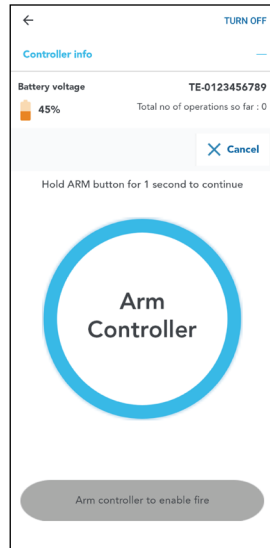 TURN OFF
Controller info
Battery voltage
TE-0123456789
45%
Total no of operations so far : 0
Cancel
Hold ARM button for 1 second to continue
Arm
Controller
Arm controller to enable fire